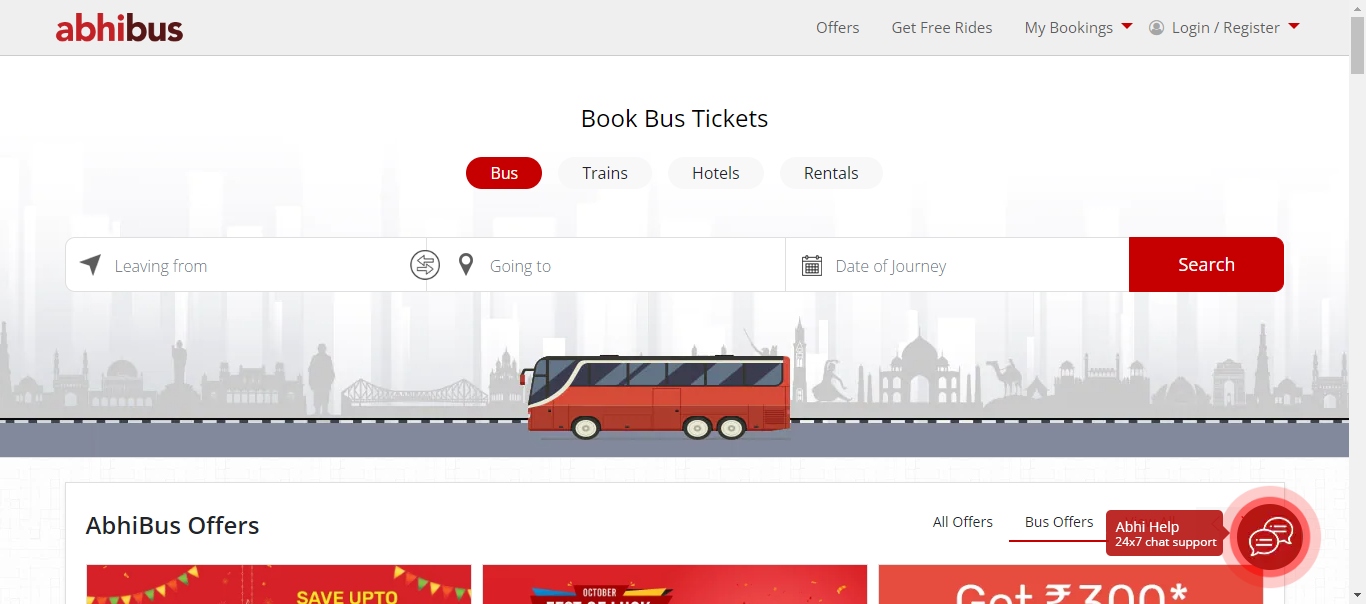 abhibus
Offers
Get Free Rides
My Bookings
Login / Register
Book Bus Tickets
Bus
Trains
Hotels
Rentals
Leaving from
Going to
Date of Journey
Search
AbhiBus Offers
All Offers
Bus Offers
Abhi Help
24x7 chat support
SAVE UPTO
OCTOBER
FEST OF LUCK
Get ₹300*